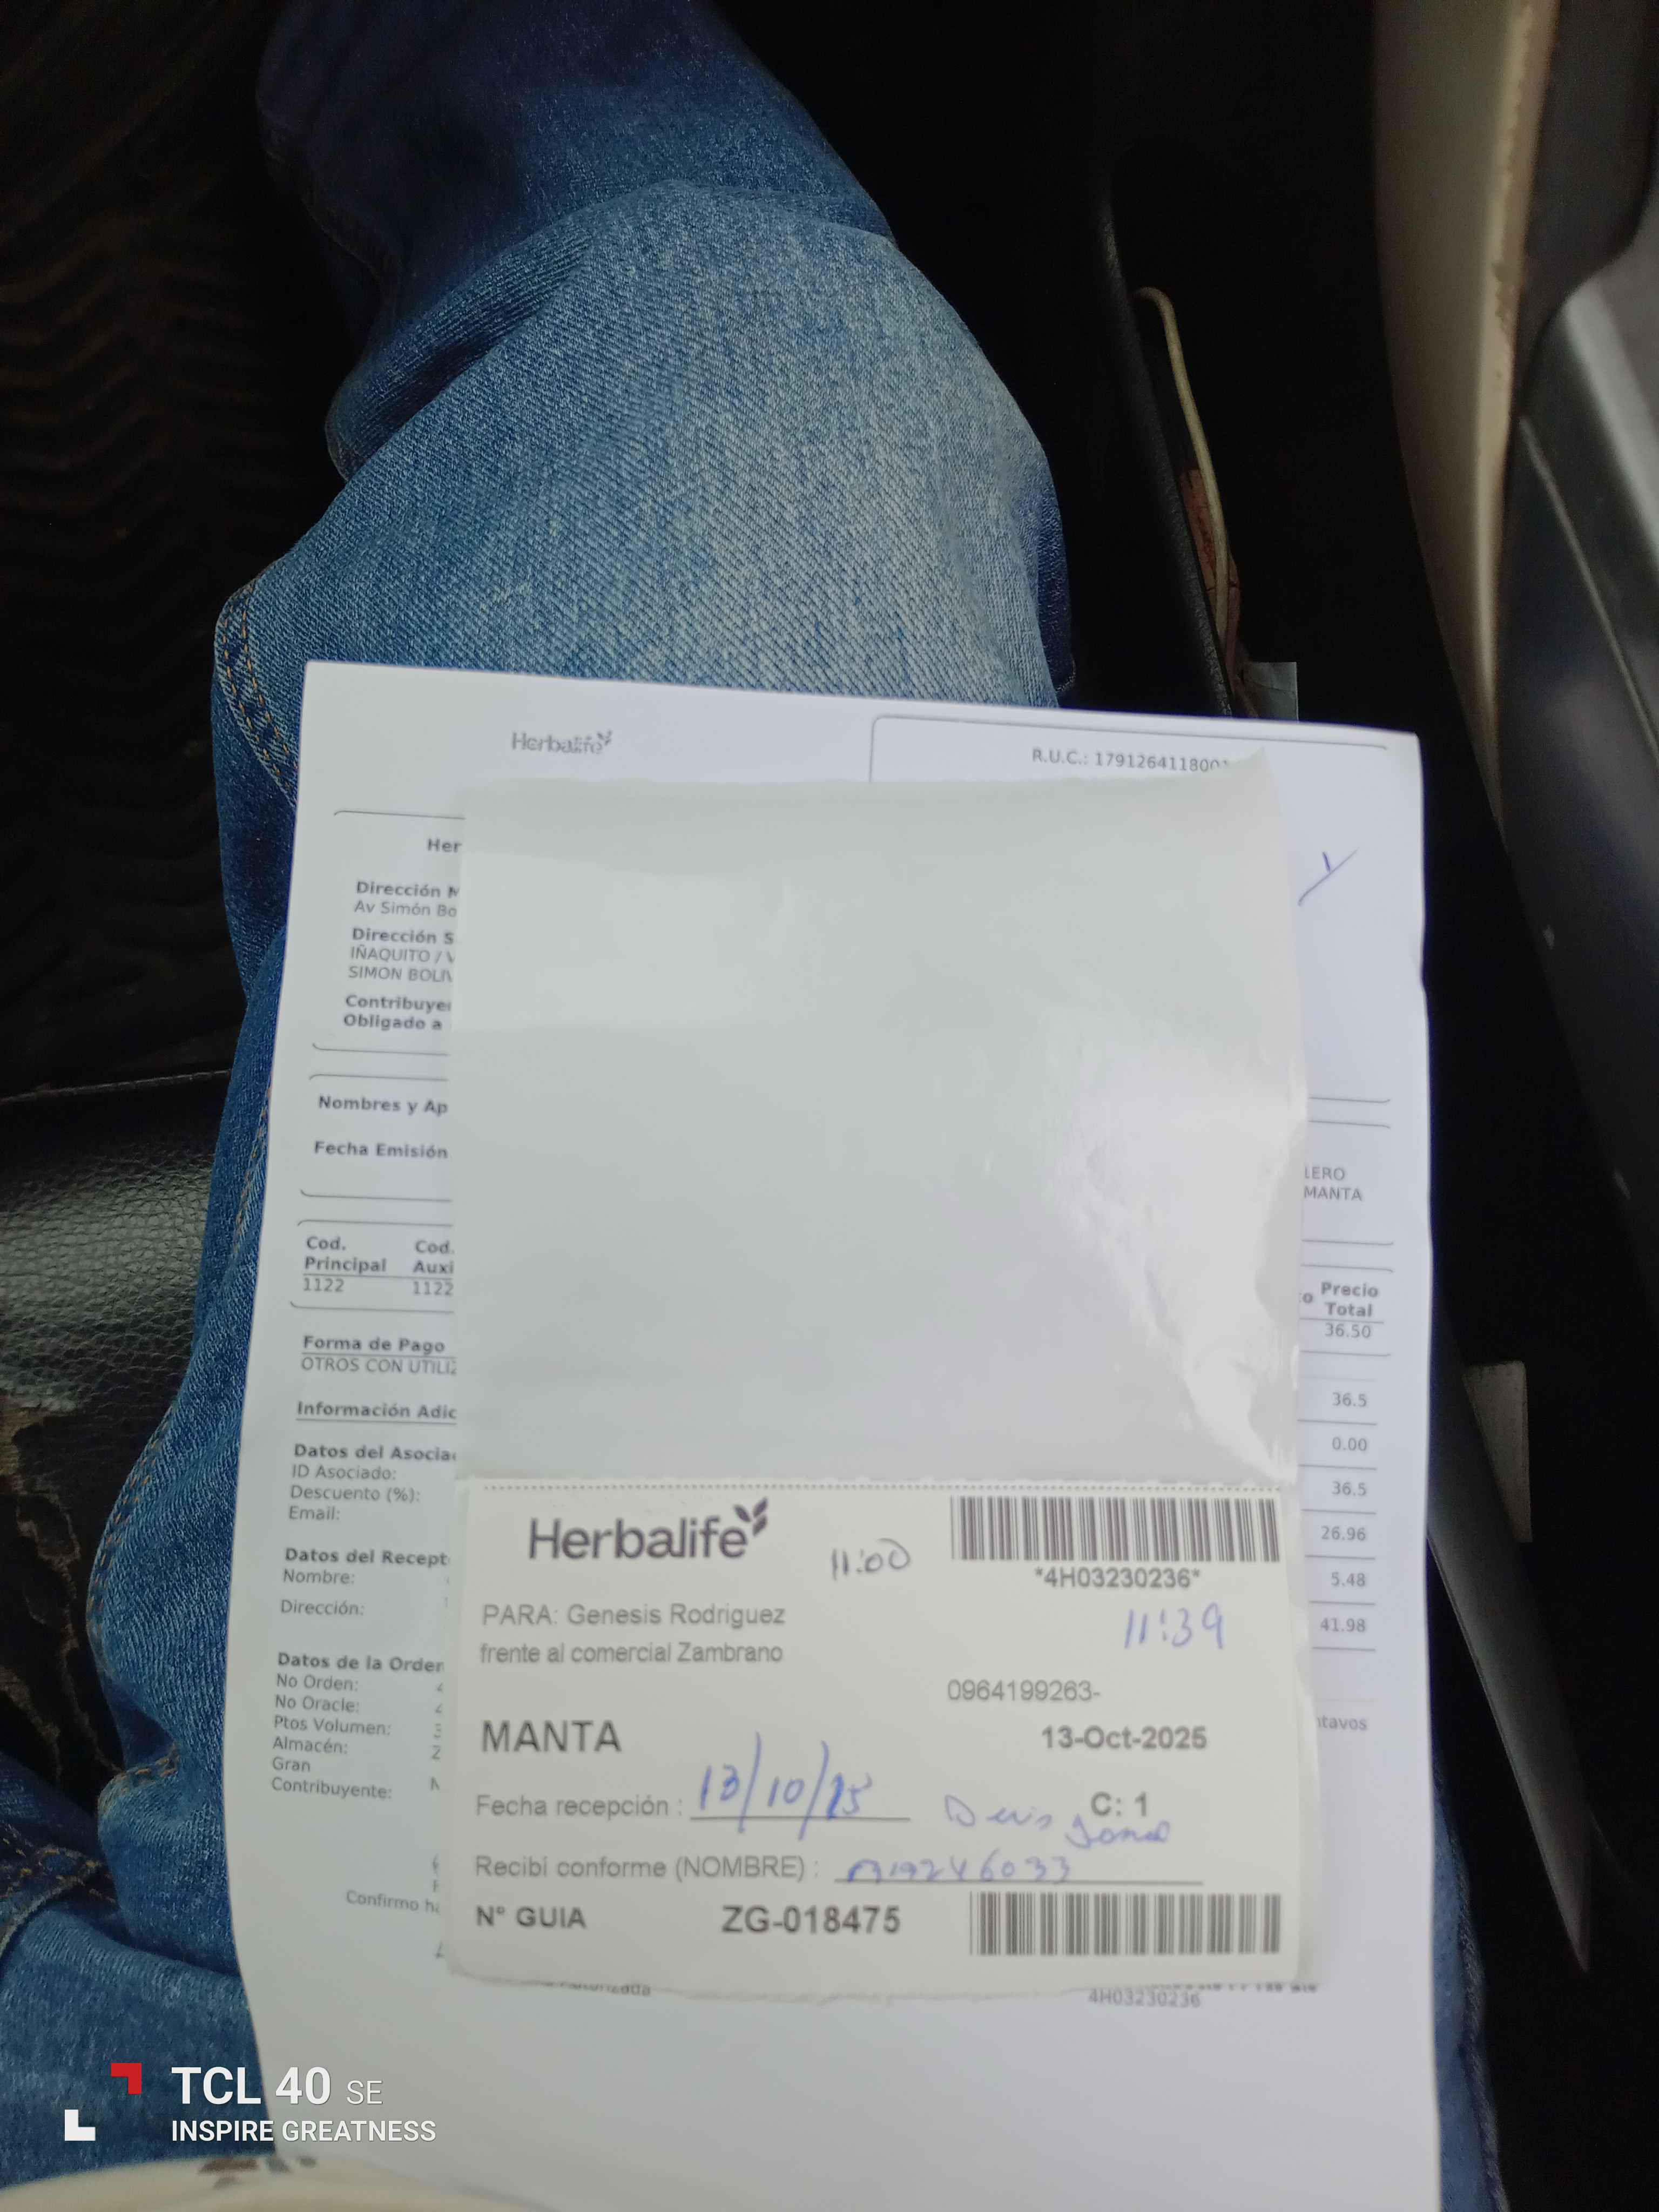 Herbalife
R.U.C.: 179126411800
Her
Dirección M
Av Simón Bo
Dirección S
IÑAQUITO / V
SIMON BOLIV
Contribuye
Obligado a
Nombres y Ap
Fecha Emisión
LERO
MANTA
Cod. Principal
Cod. Auxi
Precio Total
1122
1122
36.50
Forma de Pago
OTROS CON UTILIZ
36.5
Información Adic
0.00
Datos del Asocia
ID Asociado:
36.5
Descuento (%):
Email:
26.96
Datos del Recept
Nombre:
5.48
Dirección:
41.98
Datos de la Orden
No Orden:
No Oracle:
Ptos Volumen:
ntavos
Almacén:
Gran
Contribuyente:
Confirmo ha
Herbalife
11:00
*4H03230236*
PARA: Genesis Rodriguez
11:39
frente al comercial Zambrano
0964199263-
MANTA
13-Oct-2025
Fecha recepción : 13/10/25
C: 1
Recibí conforme (NOMBRE) :
N° GUIA
ZG-018475
4H03230236
TCL 40 SE
INSPIRE GREATNESS